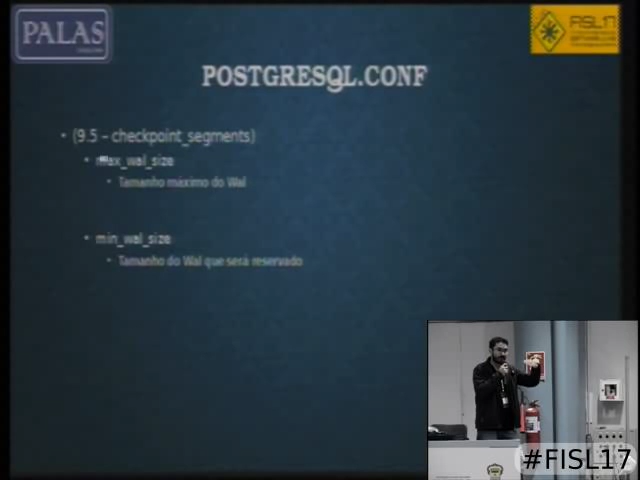 PALAS
FISL17
POSTGRESQL.CONF
(9.5 – checkpoint_segments)
max_wal_size
Tamanho máximo do Wal
min_wal_size
Tamanho do Wal que será reservado
#FISL17